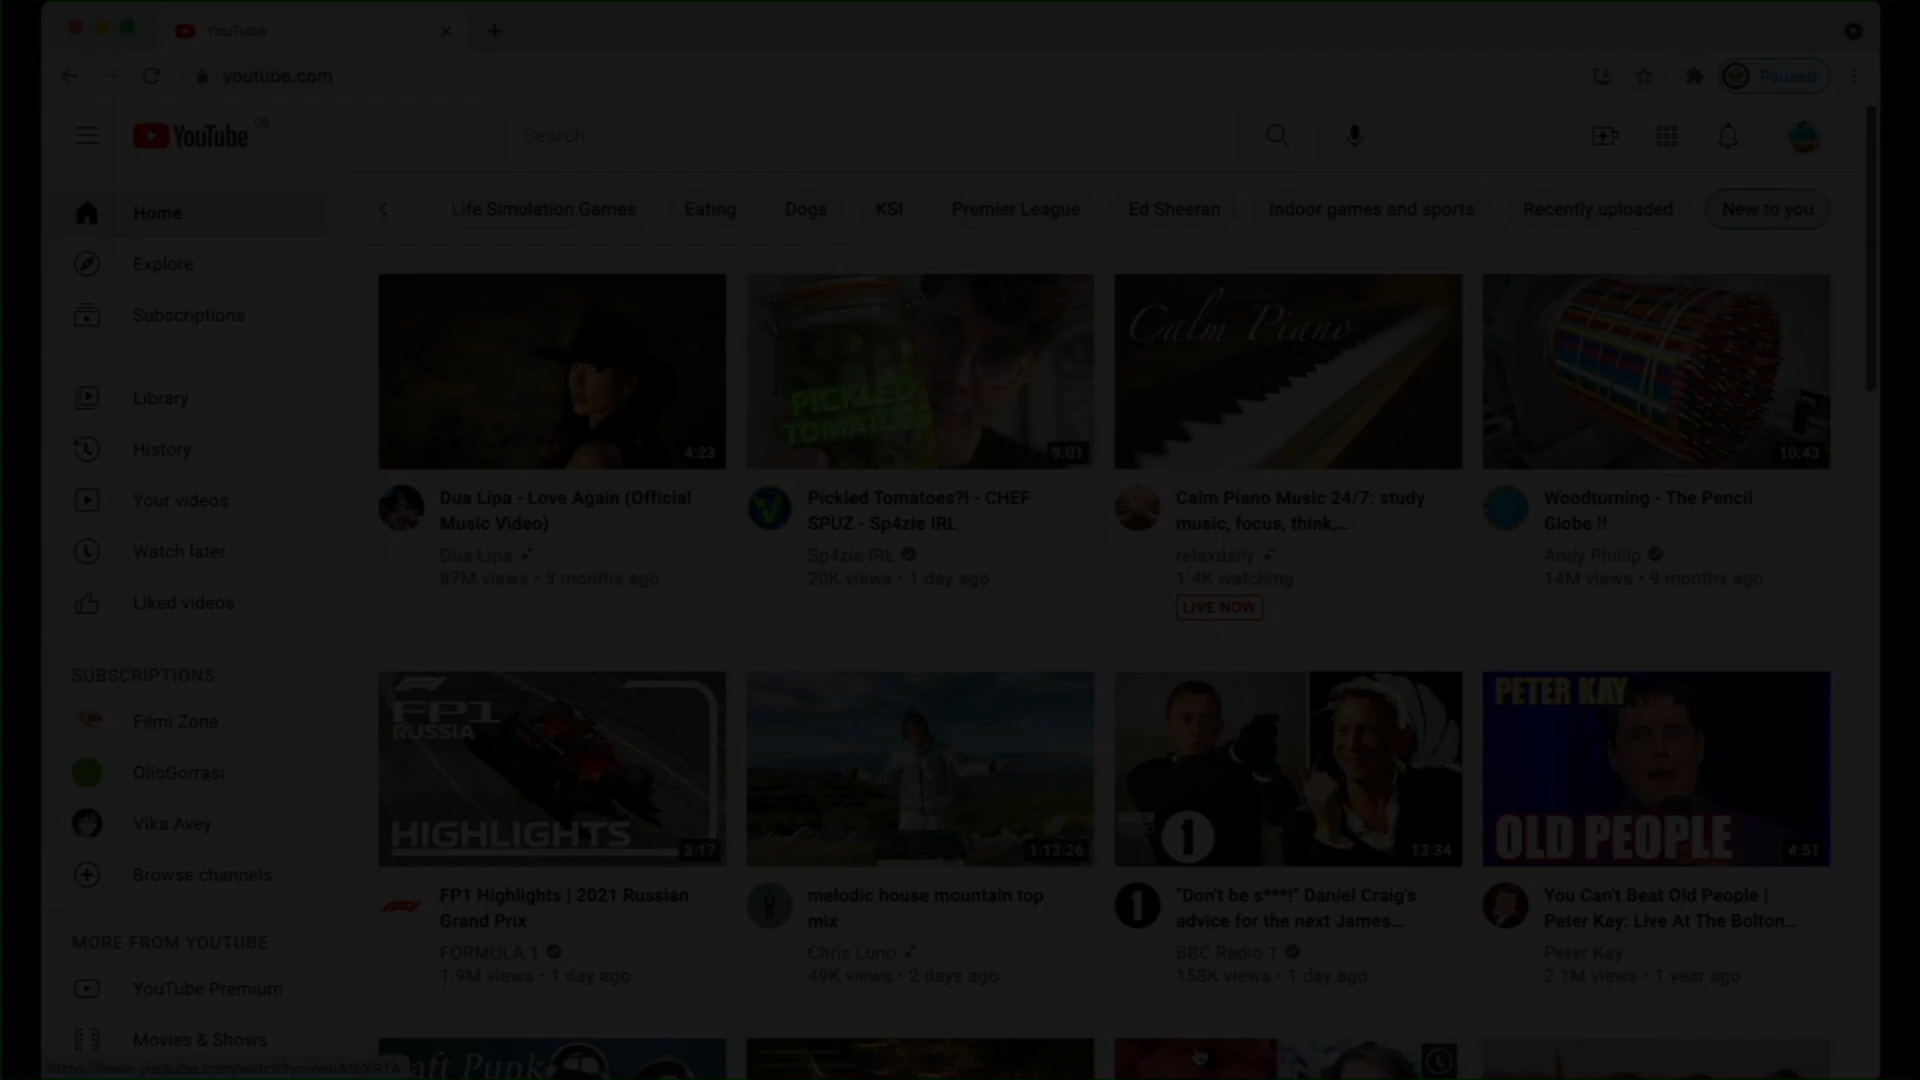 YouTube
youtube.com
Paused
YouTube GB
Search
Life Simulation Games Eating Dogs KSI Premier League Ed Sheeran Indoor games and sports Recently uploaded New to you
Home
Explore
Subscriptions
Library
History
Your videos
Watch later
Liked videos
SUBSCRIPTIONS
Filmi Zone
OlioGorrasi
Vika Avey
Browse channels
MORE FROM YOUTUBE
YouTube Premium
Movies & Shows
4:23
Dua Lipa - Love Again (Official
Music Video)
Dua Lipa
87M views • 3 months ago
PICKLED
TOMATOES
9:01
Pickled Tomatoes?! - CHEF
SPUZ - Sp4zie IRL
Sp4zie IRL
20K views • 1 day ago
Calm Piano
Calm Piano Music 24/7: study
music, focus, think,...
relaxdaily
1.4K watching
LIVE NOW
10:43
Woodturning - The Pencil
Globe !!
Andy Phillip
14M views • 9 months ago
FP1
RUSSIA
HIGHLIGHTS
3:17
FP1 Highlights | 2021 Russian
Grand Prix
FORMULA 1
1.9M views • 1 day ago
1:13:26
melodic house mountain top
mix
Chris Luno
49K views • 2 days ago
1
13:34
"Don't be s***!" Daniel Craig's
advice for the next James...
BBC Radio 1
158K views • 1 day ago
PETER KAY
OLD PEOPLE
4:51
You Can't Beat Old People |
Peter Kay: Live At The Bolton...
Peter Kay
2.1M views • 1 year ago
aft Punk